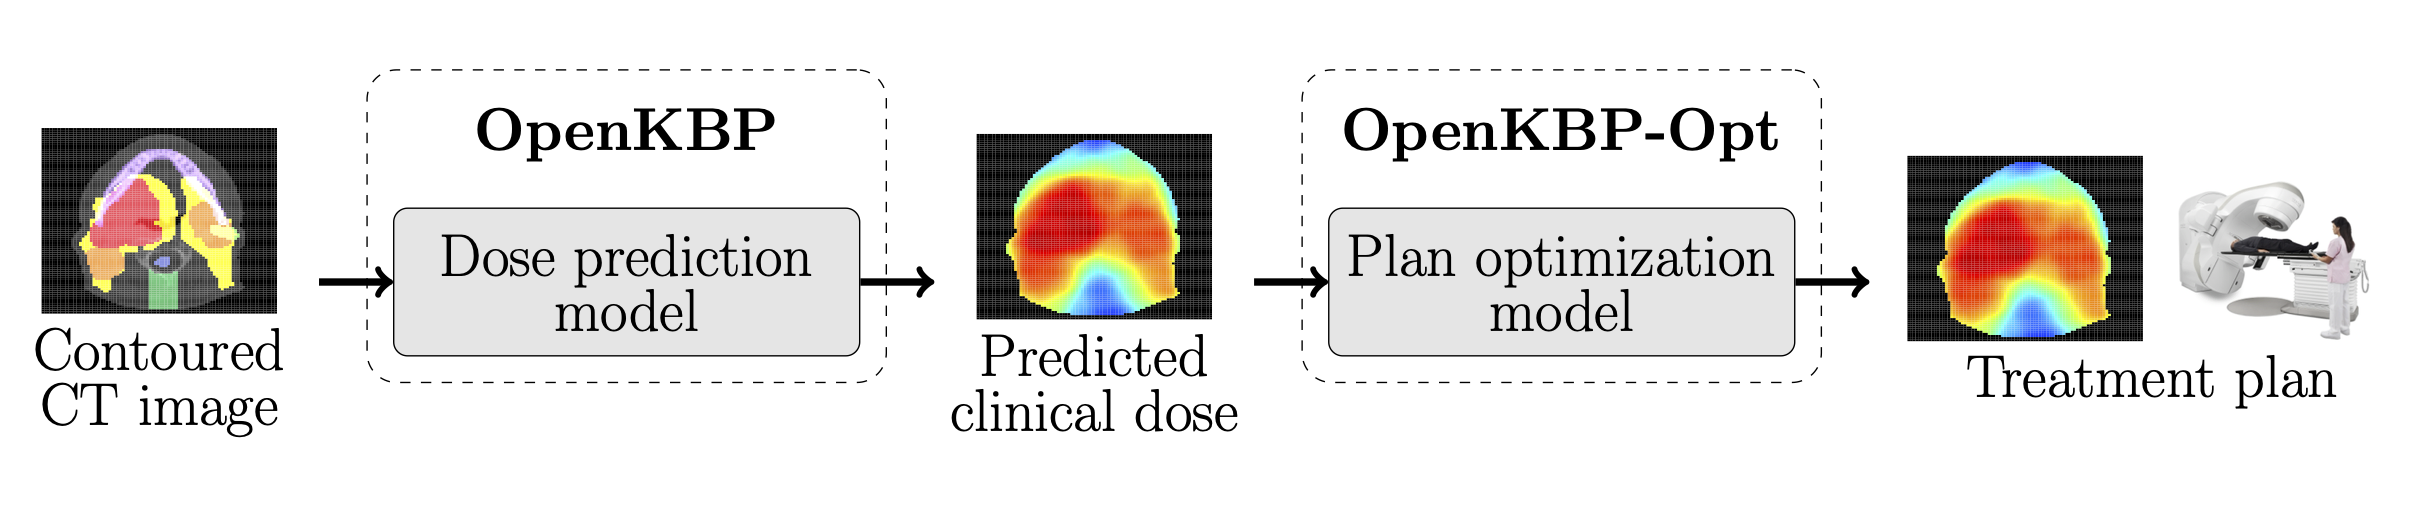 Contoured
CT image
OpenKBP
Dose prediction
model
Predicted
clinical dose
OpenKBP-Opt
Plan optimization
model
Treatment plan